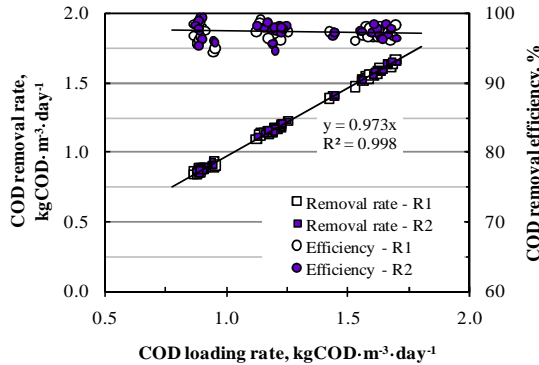 COD removal rate,
kgCOD·m⁻³·day⁻¹
2.0
1.5
1.0
0.5
0.0
100
90
80
70
60
COD removal efficiency, %
y = 0.973x
R² = 0.998
Removal rate - R1
Removal rate - R2
Efficiency - R1
Efficiency - R2
0.5
1.0
1.5
2.0
COD loading rate, kgCOD·m⁻³·day⁻¹